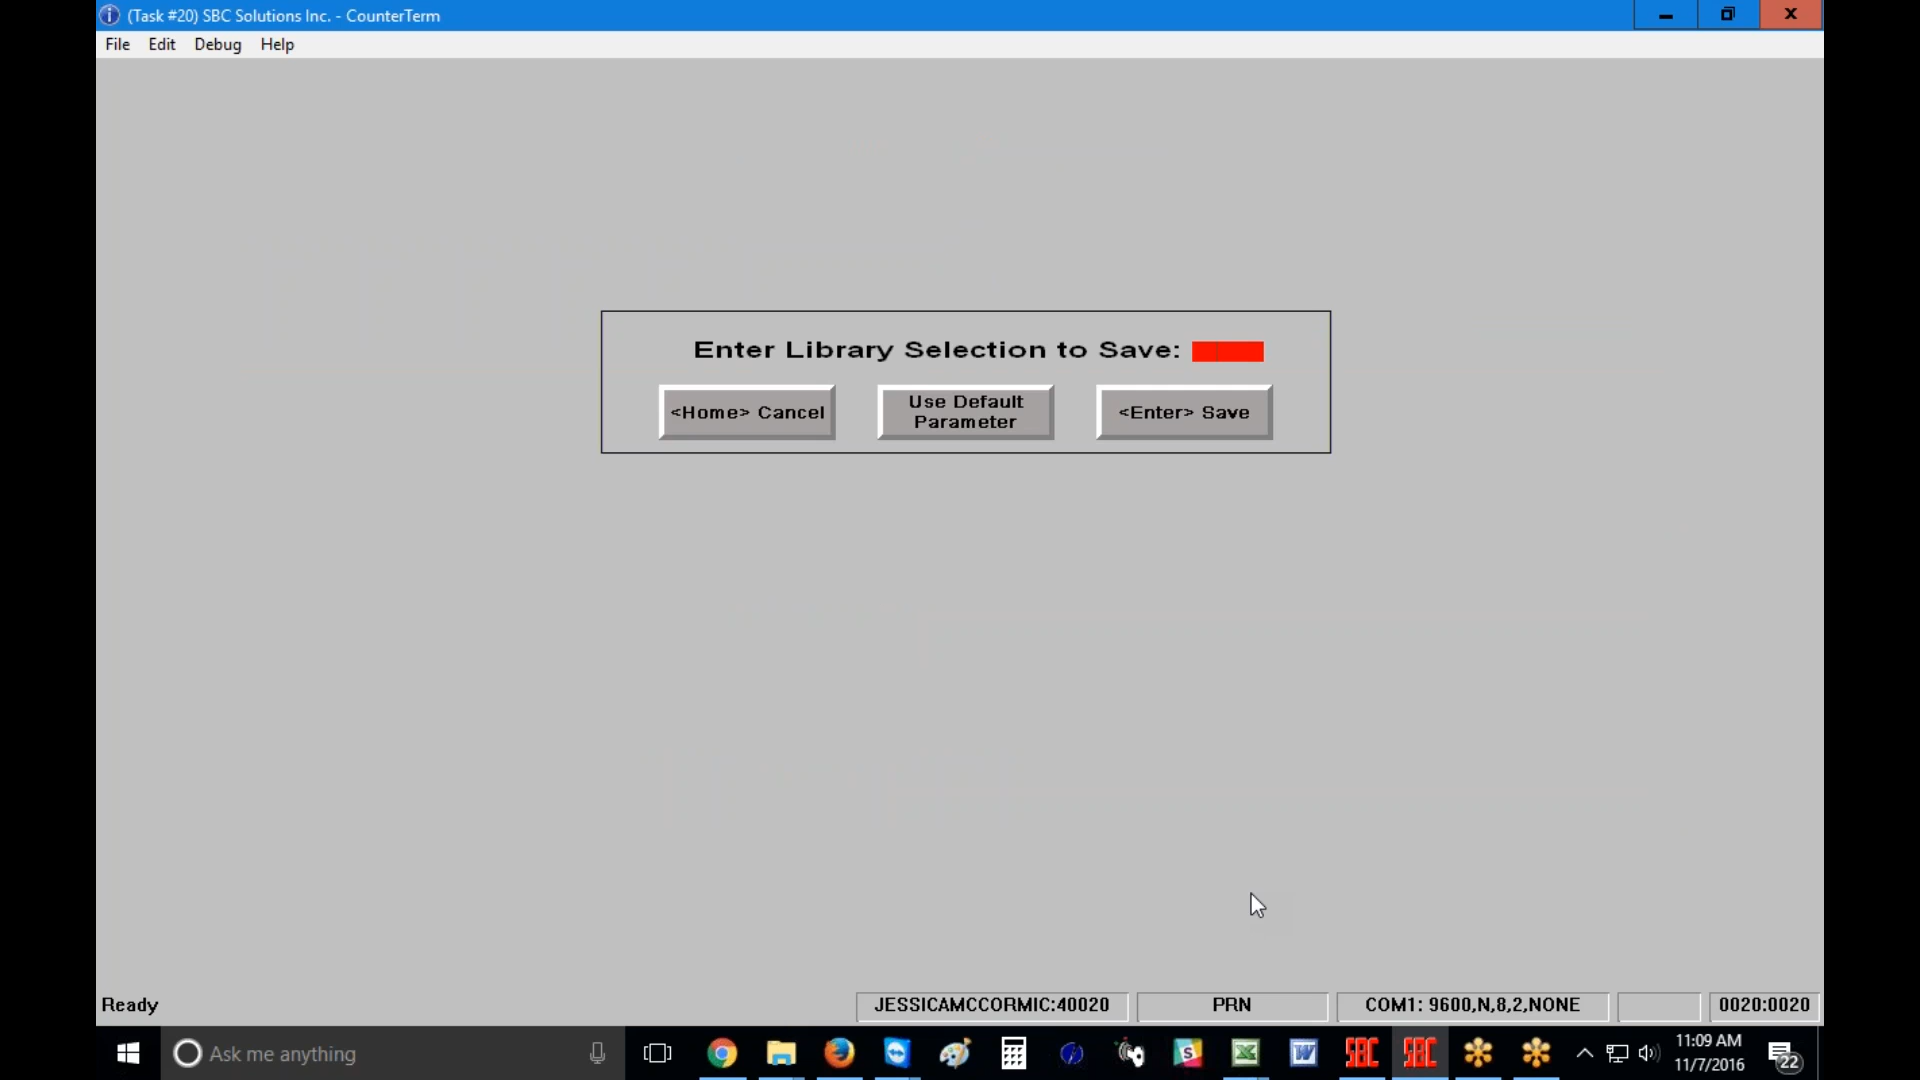 (Task #20) SBC Solutions Inc. - CounterTerm
File Edit Debug Help
Enter Library Selection to Save:
<Home> Cancel
Use Default
Parameter
<Enter> Save
Ready
JESSICAMCCORMIC:40020
PRN
COM1: 9600,N,8,2,NONE
0020:0020
Ask me anything
S
W
SBC
SBC
11:09 AM
11/7/2016
22